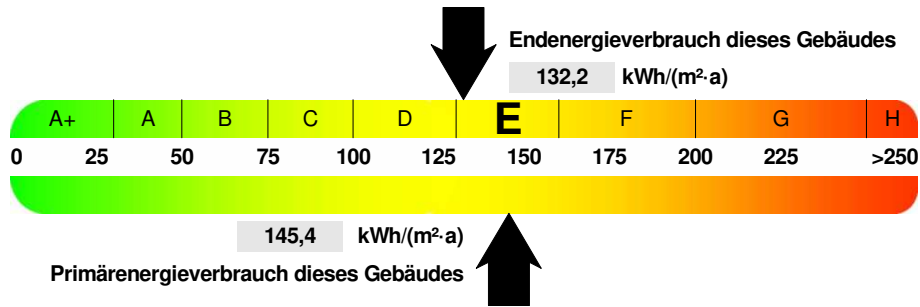 Endenergieverbrauch dieses Gebäudes
132,2 kWh/(m²·a)
A+ A B C D E F G H
0 25 50 75 100 125 150 175 200 225 >250
145,4 kWh/(m²·a)
Primärenergieverbrauch dieses Gebäudes